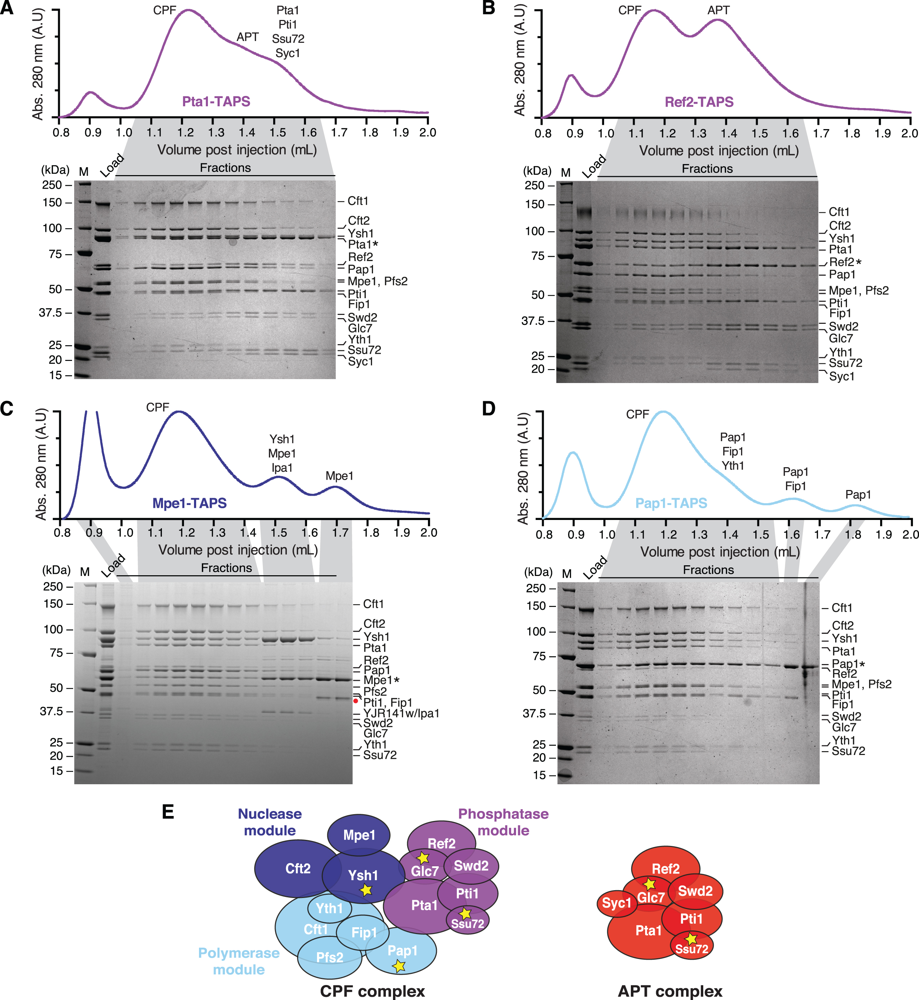 A
Abs. 280 nm (A.U)
CPF
APT
Pta1
Pti1
Ssu72
Syc1
Pta1-TAPS
0.8 0.9 1.0 1.1 1.2 1.3 1.4 1.5 1.6 1.7 1.8 1.9 2.0
Volume post injection (mL)
(kDa) M Load Fractions
250
150
100
75
50
37.5
25
20
15
Cft1
Cft2
Ysh1
Pta1*
Ref2
Pap1
Mpe1, Pfs2
Pti1
Fip1
Swd2
Glc7
Yth1
Ssu72
Syc1
B
Abs. 280 nm (A.U)
CPF
APT
Ref2-TAPS
0.8 0.9 1.0 1.1 1.2 1.3 1.4 1.5 1.6 1.7 1.8 1.9 2.0
Volume post injection (mL)
(kDa) M Load Fractions
250
150
100
75
50
37.5
25
20
Cft1
Cft2
Ysh1
Pta1
Ref2*
Pap1
Mpe1, Pfs2
Pti1
Fip1
Swd2
Glc7
Yth1
Ssu72
Syc1
C
Abs. 280 nm (A.U)
CPF
Ysh1
Mpe1
Ipa1
Mpe1
Mpe1-TAPS
0.8 0.9 1.0 1.1 1.2 1.3 1.4 1.5 1.6 1.7 1.8 1.9 2.0
Volume post injection (mL)
(kDa) M Load Fractions
250
150
100
75
50
37.5
25
20
15
Cft1
Cft2
Ysh1
Pta1
Ref2
Pap1
Mpe1*
Pfs2
Pti1, Fip1
YJR141w/Ipa1
Swd2
Glc7
Yth1
Ssu72
D
Abs. 280 nm (A.U)
CPF
Pap1
Fip1
Yth1
Pap1
Fip1
Pap1
Pap1-TAPS
0.8 0.9 1.0 1.1 1.2 1.3 1.4 1.5 1.6 1.7 1.8 1.9 2.0
Volume post injection (mL)
(kDa) M Load Fractions
250
150
100
75
50
37.5
25
20
15
Cft1
Cft2
Ysh1
Pta1
Pap1*
Ref2
Mpe1, Pfs2
Pti1
Fip1
Swd2
Glc7
Yth1
Ssu72
E
Nuclease
module
Phosphatase
module
Polymerase
module
Mpe1
Cft2
Ysh1
Ref2
Glc7
Swd2
Pta1
Pti1
Ssu72
Yth1
Cft1
Fip1
Pfs2
Pap1
CPF complex
Ref2
Swd2
Glc7
Syc1
Pti1
Pta1
Ssu72
APT complex